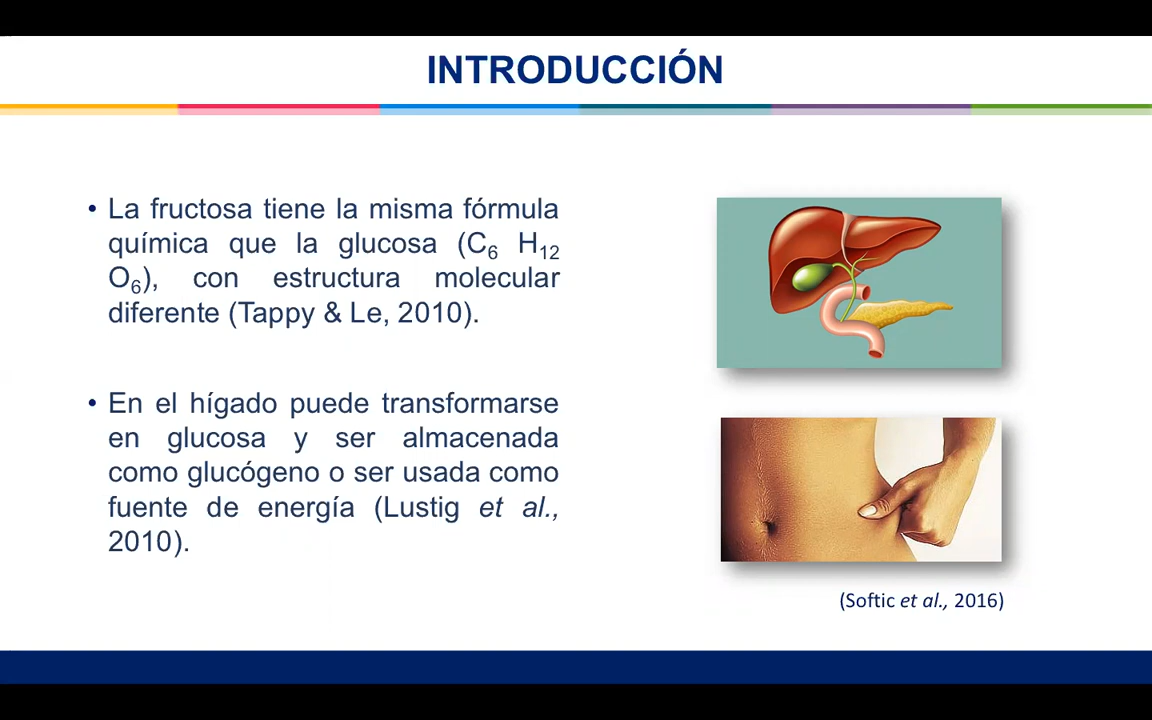 INTRODUCCIÓN
• La fructosa tiene la misma fórmula
química que la glucosa (C₆ H₁₂
O₆), con estructura molecular
diferente (Tappy & Le, 2010).
• En el hígado puede transformarse
en glucosa y ser almacenada
como glucógeno o ser usada como
fuente de energía (Lustig et al.,
2010).
(Softic et al., 2016)